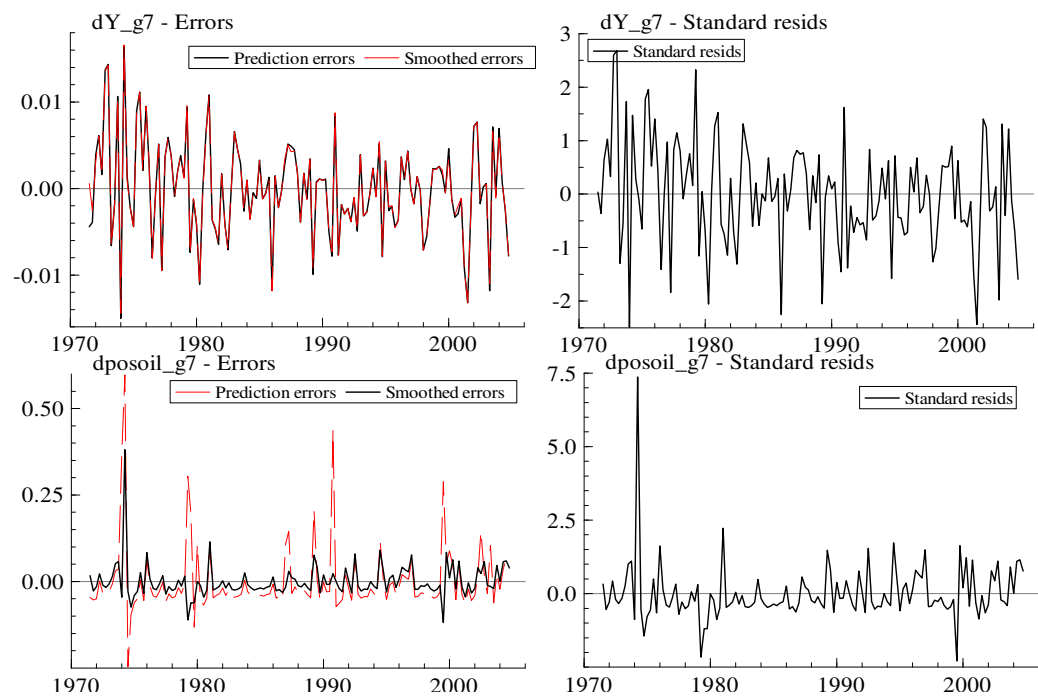 dY_g7 - Errors
Prediction errors Smoothed errors
0.01
0.00
-0.01
1970 1980 1990 2000
dY_g7 - Standard resids
Standard resids
3
2
1
0
-1
-2
1970 1980 1990 2000
dposoil_g7 - Errors
Prediction errors Smoothed errors
0.50
0.25
0.00
1970 1980 1990 2000
dposoil_g7 - Standard resids
Standard resids
7.5
5.0
2.5
0.0
-2.5
1970 1980 1990 2000